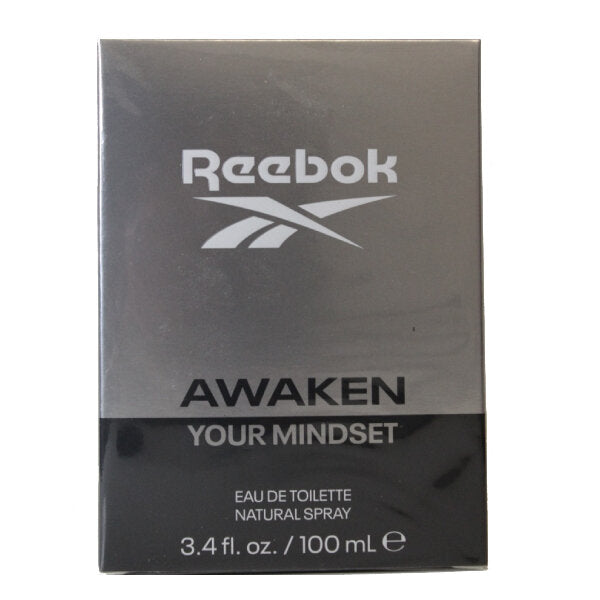 Reebok
AWAKEN
YOUR MINDSET
EAU DE TOILETTE
NATURAL SPRAY
3.4 fl. oz. / 100 mL ℮